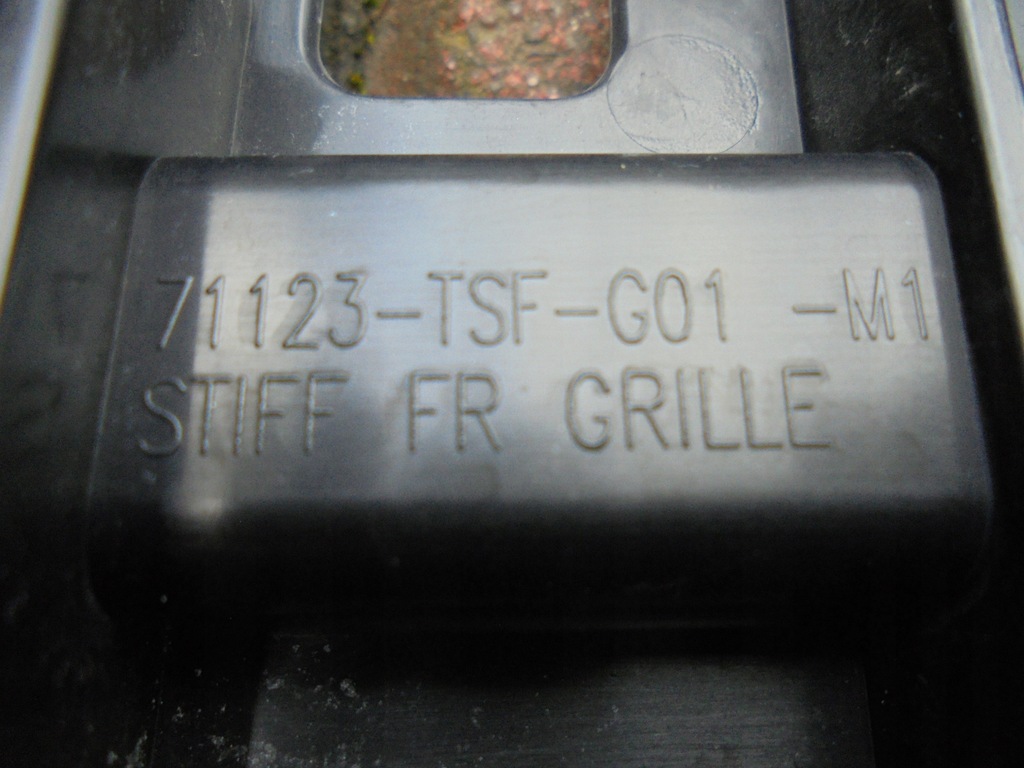 71123-TSF-G01 -M1
STIFF FR GRILLE